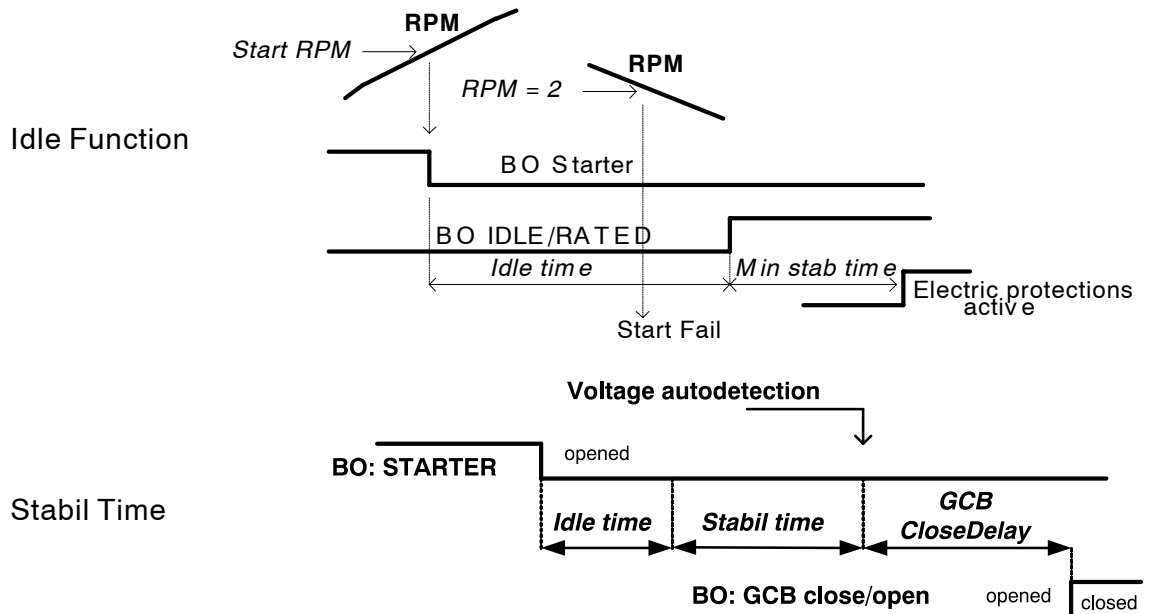 RPM
Start RPM
RPM
RPM = 2
Idle Function
BO Starter
BO IDLE/RATED
Idle time
Min stab time
Electric protections
active
Start Fail
Voltage autodetection
opened
BO: STARTER
Stabil Time
Idle time
Stabil time
GCB
CloseDelay
BO: GCB close/open
opened
closed